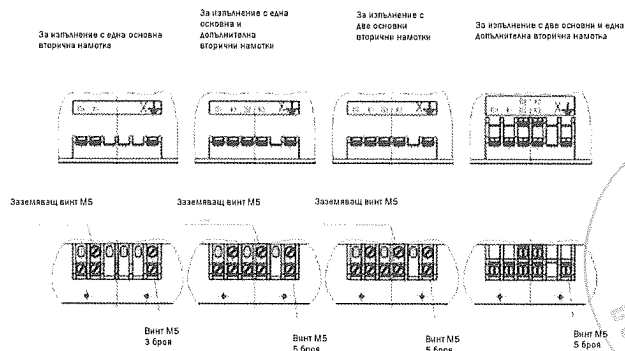 За изпълнение с една основна
вторична намотка
За изпълнение с една
основна и
допълнителна
вторични намотки
За изпълнение с
две основни
вторични намотки
За изпълнение с две основни и една
допълнителна вторична намотка
Заземяващ винт М5
Заземяващ винт М5
Заземяващ винт М5
Винт М5
3 броя
Винт М5
5 броя
Винт М5
5 броя
Винт М5
5 броя